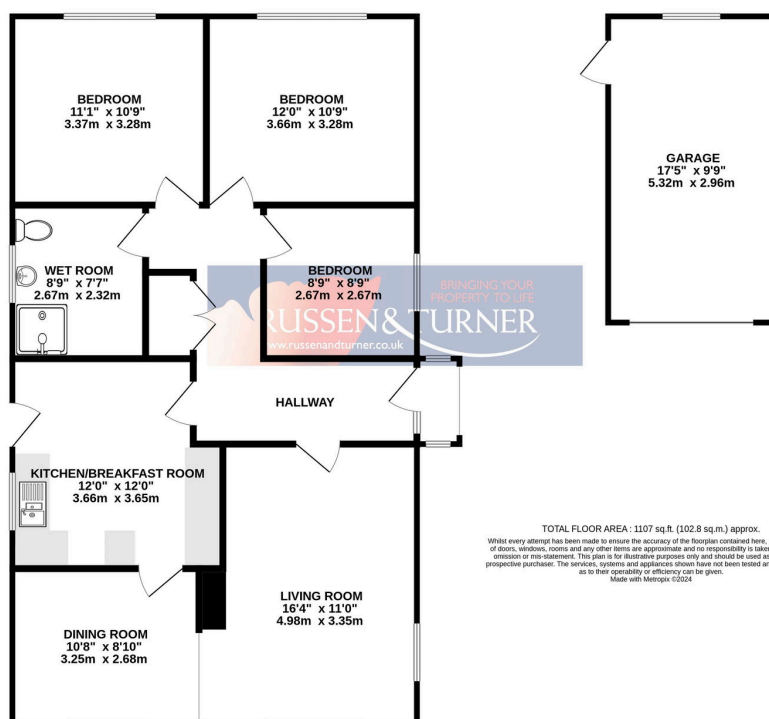 BEDROOM
11'1" x 10'9"
3.37m x 3.28m
BEDROOM
12'0" x 10'9"
3.66m x 3.28m
GARAGE
17'5" x 9'9"
5.32m x 2.96m
WET ROOM
8'9" x 7'7"
2.67m x 2.32m
BEDROOM
8'9" x 8'9"
2.67m x 2.67m
BRINGING YOUR
PROPERTY TO LIFE
RUSSEN & TURNER
www.russenandturner.co.uk
HALLWAY
KITCHEN/BREAKFAST ROOM
12'0" x 12'0"
3.66m x 3.65m
LIVING ROOM
16'4" x 11'0"
4.98m x 3.35m
DINING ROOM
10'8" x 8'10"
3.25m x 2.68m
TOTAL FLOOR AREA : 1107 sq.ft. (102.8 sq.m.) approx.
Whilst every attempt has been made to ensure the accuracy of the floorplan contained here,
of doors, windows, rooms and any other items are approximate and no responsibility is taken
omission or mis-statement. This plan is for illustrative purposes only and should be used as
prospective purchaser. The services, systems and appliances shown have not been tested an
as to their operability or efficiency can be given.
Made with Metropix ©2024